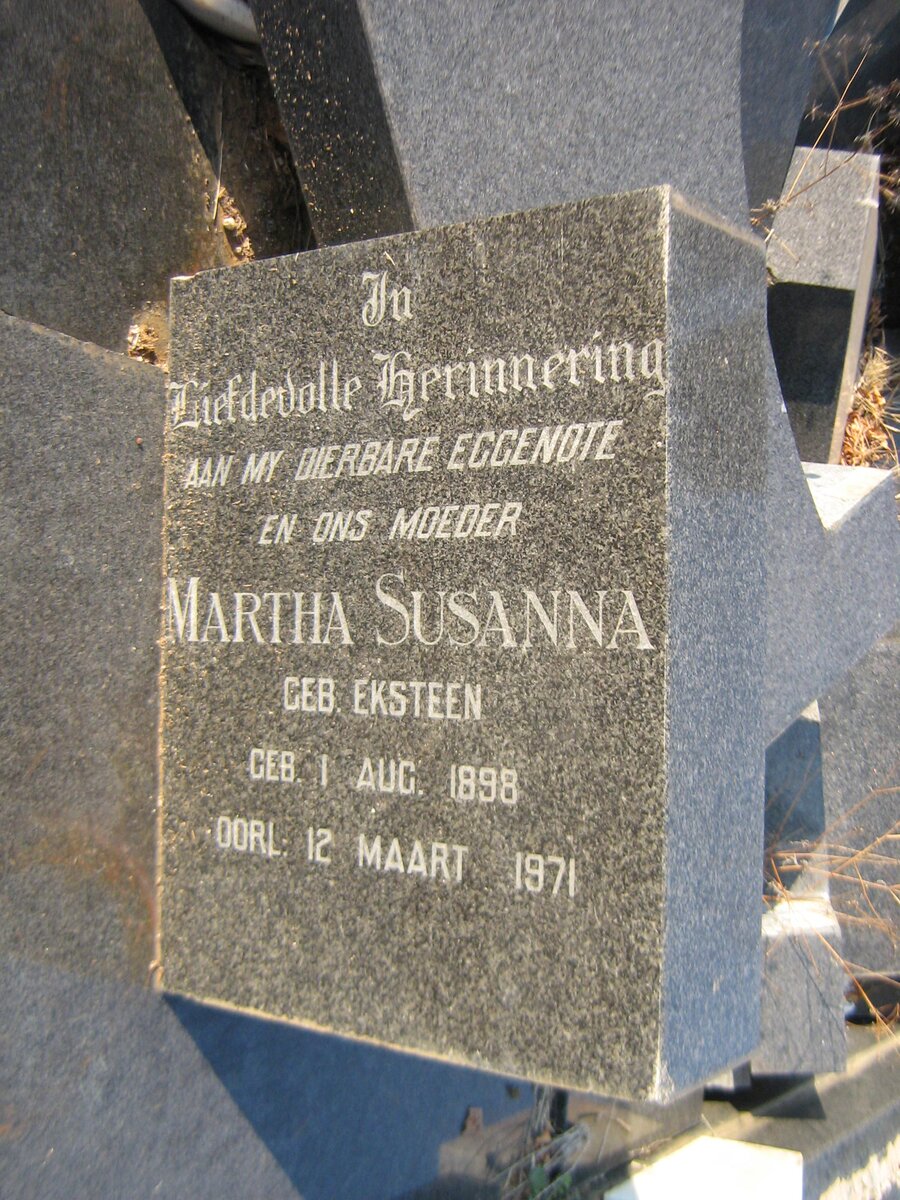 In
Liefdevolle Herinnering
AAN MY DIERBARE EGGENOTE
EN ONS MOEDER
MARTHA SUSANNA
GEB. EKSTEEN
GEB. 1 AUG. 1898
OORL. 12 MAART 1971